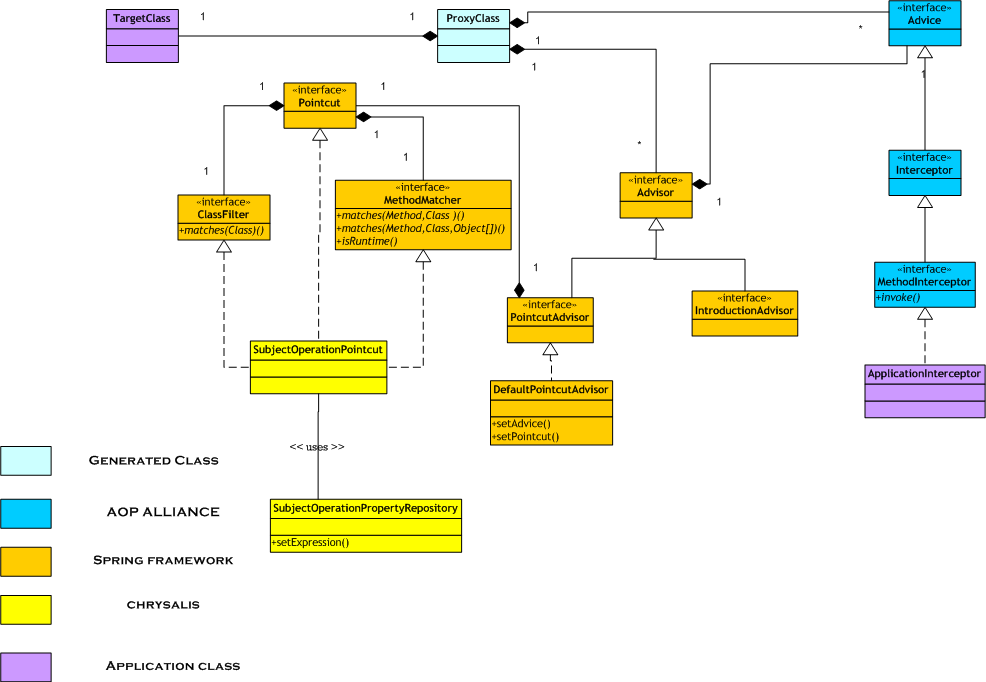 TargetClass
1
1
ProxyClass
1
1
*
«interface»
Advice
1
«interface»
Pointcut
1
1
1
1
1
«interface»
ClassFilter
+matches(Class)()
«interface»
MethodMatcher
+matches(Method,Class )()
+matches(Method,Class,Object[])()
+isRuntime()
*
«interface»
Advisor
1
«interface»
Interceptor
«interface»
MethodInterceptor
+invoke()
1
«interface»
PointcutAdvisor
«interface»
IntroductionAdvisor
SubjectOperationPointcut
DefaultPointcutAdvisor
+setAdvice()
+setPointcut()
ApplicationInterceptor
<< uses >>
SubjectOperationPropertyRepository
+setExpression()
GENERATED CLASS
AOP ALLIANCE
SPRING FRAMEWORK
CHRYSALIS
APPLICATION CLASS